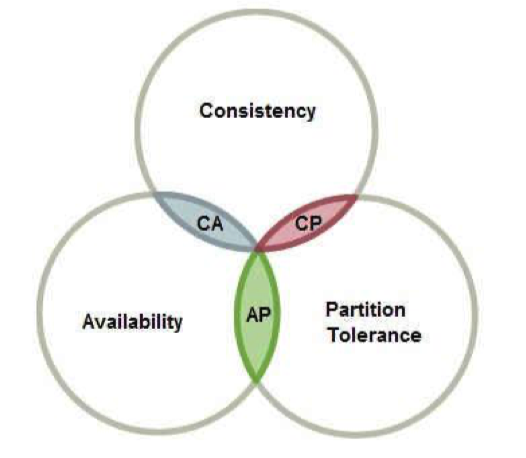 Consistency
CA
CP
Availability
AP
Partition
Tolerance